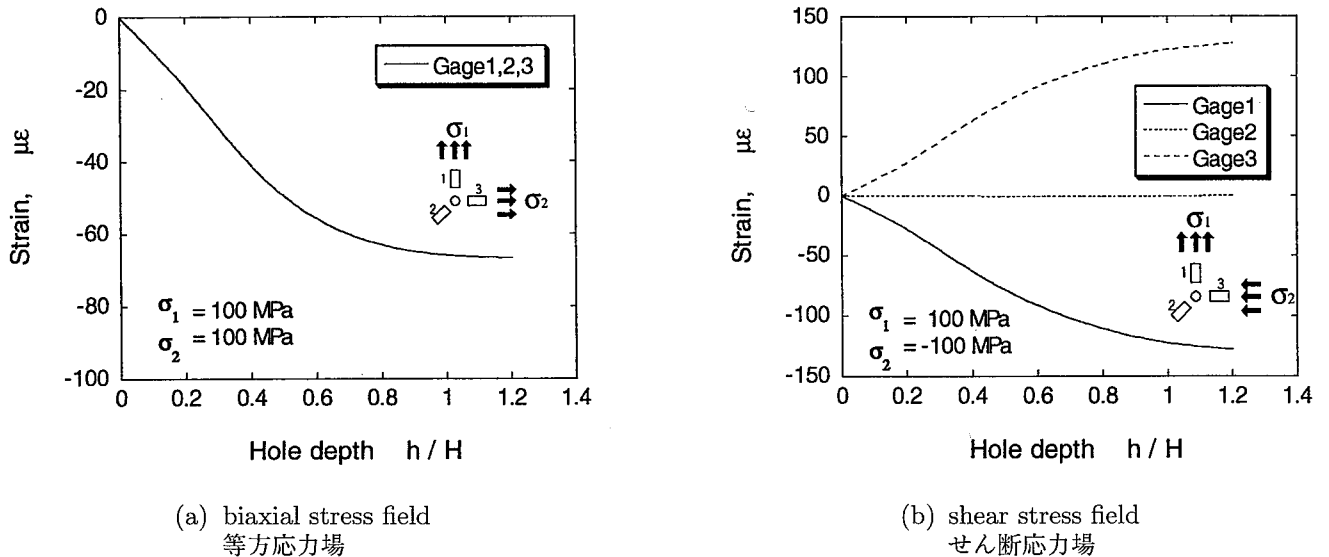 0
-20
-40
-60
-80
-100
Strain, με
Gage1,2,3
σ1
1
2
3
σ2
σ1 = 100 MPa
σ2 = 100 MPa
0 0.2 0.4 0.6 0.8 1 1.2 1.4
Hole depth h / H
(a) biaxial stress field
等方応力場
150
100
50
0
-50
-100
-150
Strain, με
Gage1
Gage2
Gage3
σ1
1
2
3
σ2
σ1 = 100 MPa
σ2 = -100 MPa
0 0.2 0.4 0.6 0.8 1 1.2 1.4
Hole depth h / H
(b) shear stress field
せん断応力場